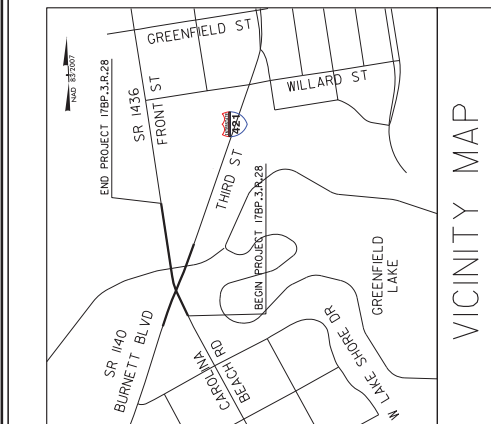 GREENFIELD ST
NAD 83/2007
END PROJECT 17BP.3.R.28
SR 1436
FRONT ST
WILLARD ST
421
THIRD ST
BEGIN PROJECT 17BP.3.R.28
SR 1140
BURNETT BLVD
CAROLINA
BEACH RD
GREENFIELD
LAKE
W LAKE SHORE DR
VICINITY MAP